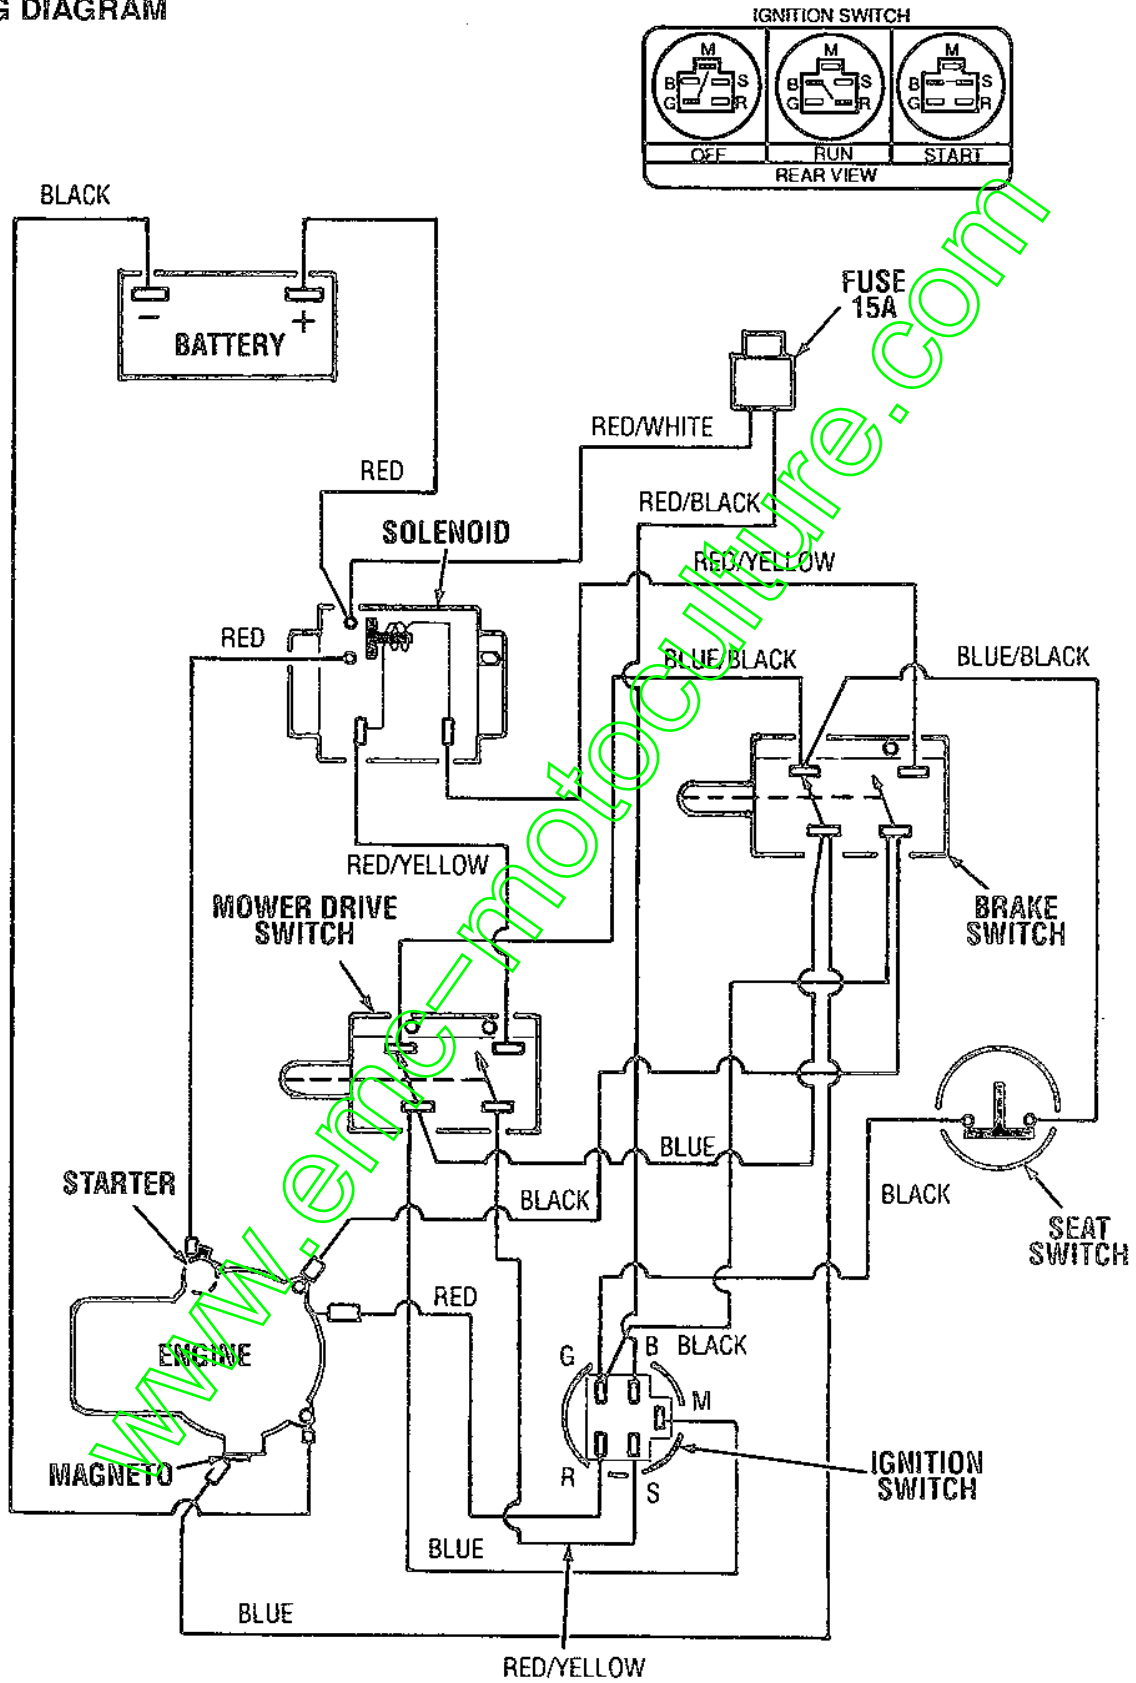 G DIAGRAM
IGNITION SWITCH
M
B
S
G
R
M
B
S
G
R
M
B
S
G
R
OFF
RUN
START
REAR VIEW
BLACK
FUSE
15A
−
+
BATTERY
RED/WHITE
RED
RED/BLACK
SOLENOID
RED/YELLOW
RED
BLUE/BLACK
BLUE/BLACK
RED/YELLOW
MOWER DRIVE
SWITCH
BRAKE
SWITCH
BLUE
STARTER
BLACK
BLACK
SEAT
SWITCH
RED
ENGINE
G
B
BLACK
M
MAGNETO
R
S
IGNITION
SWITCH
BLUE
BLUE
RED/YELLOW
www.emc-motoculture.com